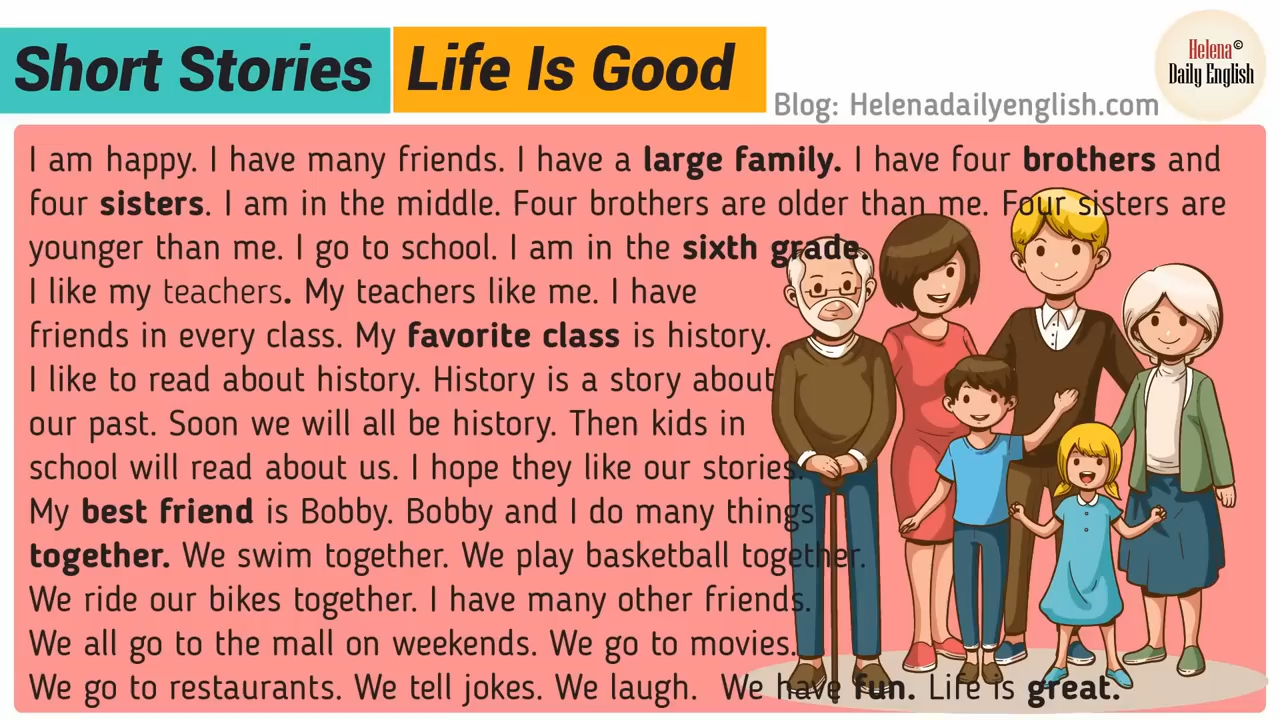 Short Stories Life Is Good
Helena©
Daily English
Blog: Helenadailyenglish.com
I am happy. I have many friends. I have a large family. I have four brothers and
four sisters. I am in the middle. Four brothers are older than me. Four sisters are
younger than me. I go to school. I am in the sixth grade.
I like my teachers. My teachers like me. I have
friends in every class. My favorite class is history.
I like to read about history. History is a story about
our past. Soon we will all be history. Then kids in
school will read about us. I hope they like our stories.
My best friend is Bobby. Bobby and I do many things
together. We swim together. We play basketball together.
We ride our bikes together. I have many other friends.
We all go to the mall on weekends. We go to movies.
We go to restaurants. We tell jokes. We laugh. We have fun. Life is great.